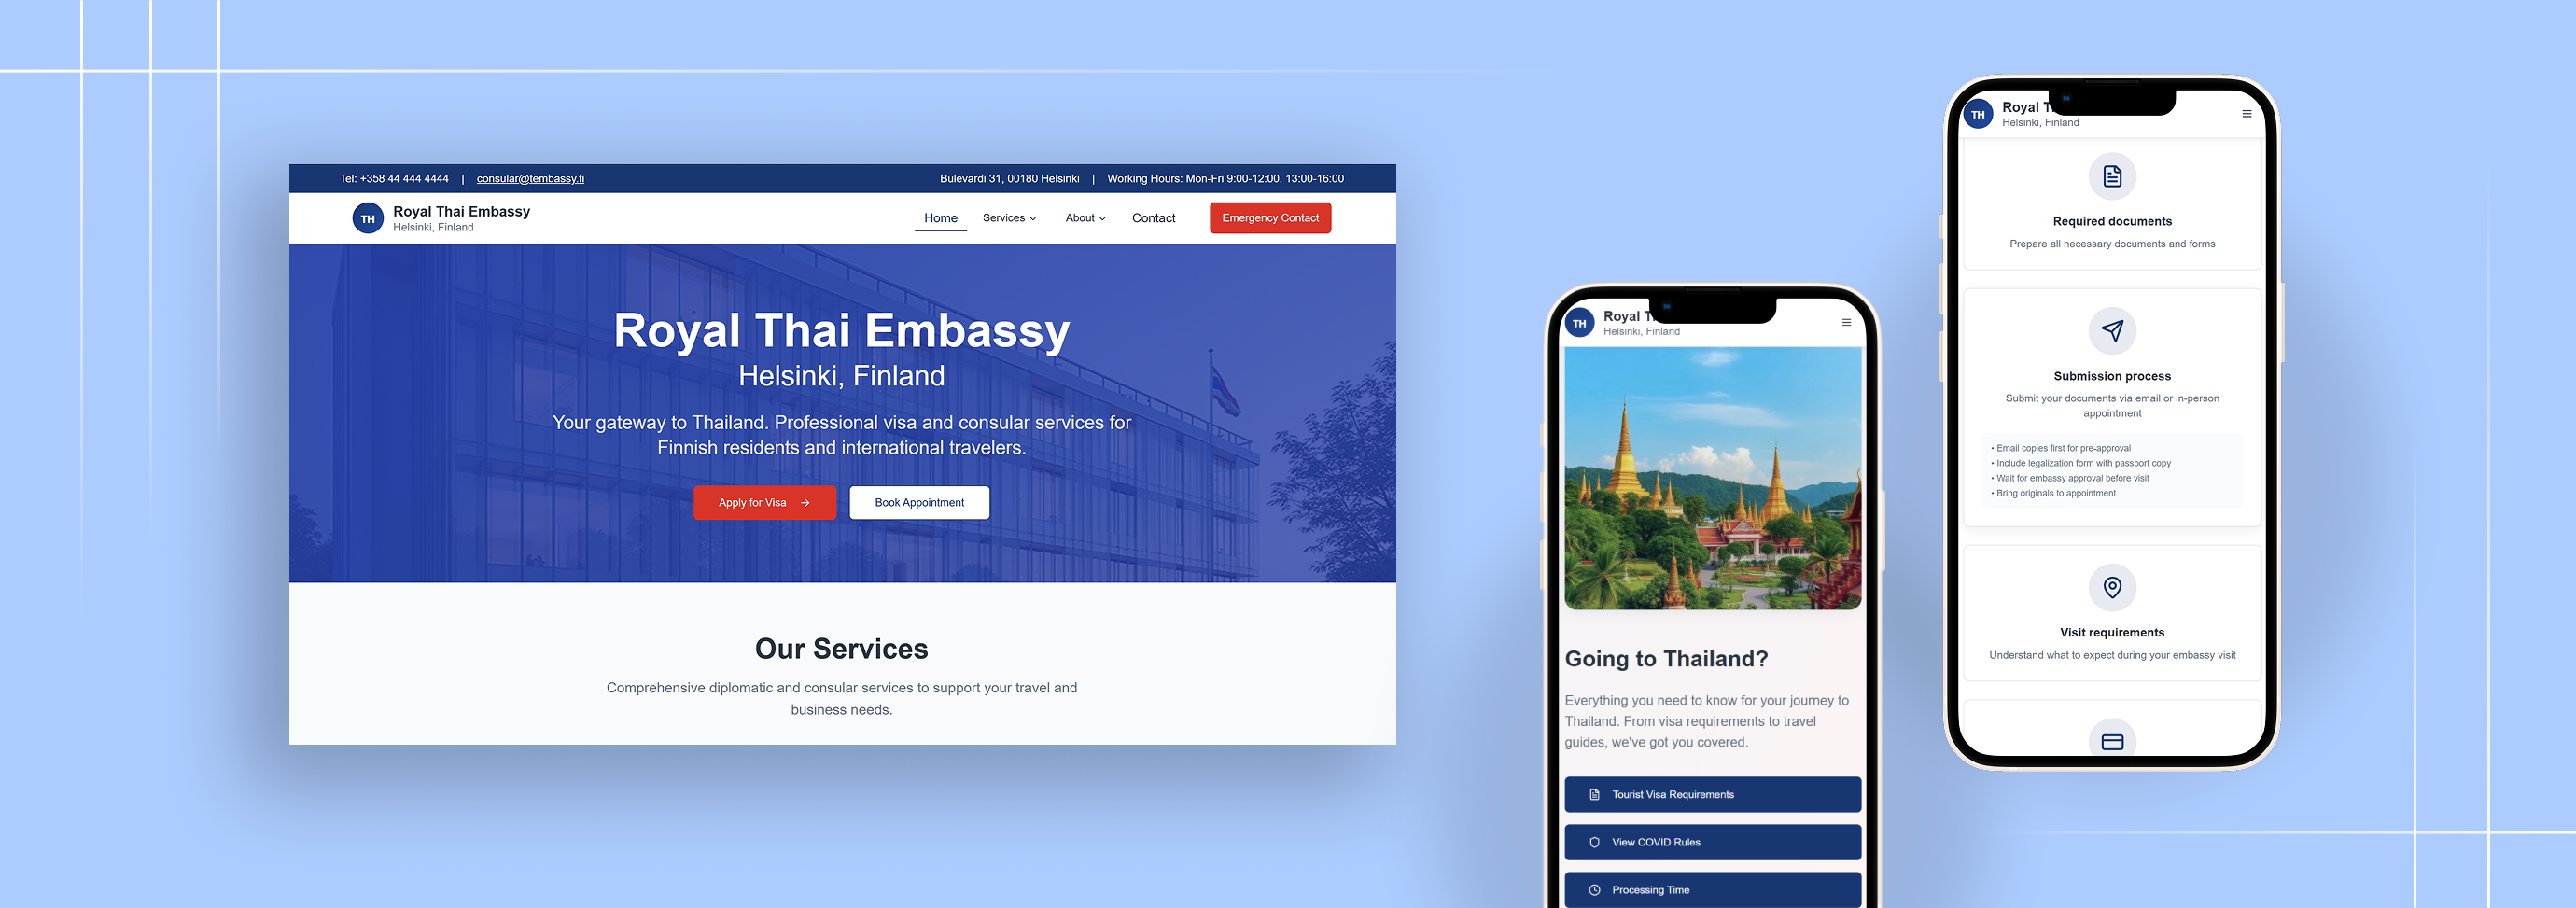 Tel: +358 44 444 4444 | consular@tembassy.fi
Bulevardi 31, 00180 Helsinki | Working Hours: Mon-Fri 9:00-12:00, 13:00-16:00
TH
Royal Thai Embassy
Helsinki, Finland
Home Services About Contact Emergency Contact
Royal Thai Embassy
Helsinki, Finland
Your gateway to Thailand. Professional visa and consular services for
Finnish residents and international travelers.
Apply for Visa → Book Appointment
Our Services
Comprehensive diplomatic and consular services to support your travel and
business needs.
TH
Royal T
Helsinki, Finland
Going to Thailand?
Everything you need to know for your journey to
Thailand. From visa requirements to travel
guides, we've got you covered.
Tourist Visa Requirements
View COVID Rules
Processing Time
TH
Royal T
Helsinki, Finland
Required documents
Prepare all necessary documents and forms
Submission process
Submit your documents via email or in-person
appointment
• Email copies first for pre-approval
• Include legalization form with passport copy
• Wait for embassy approval before visit
• Bring originals to appointment
Visit requirements
Understand what to expect during your embassy visit